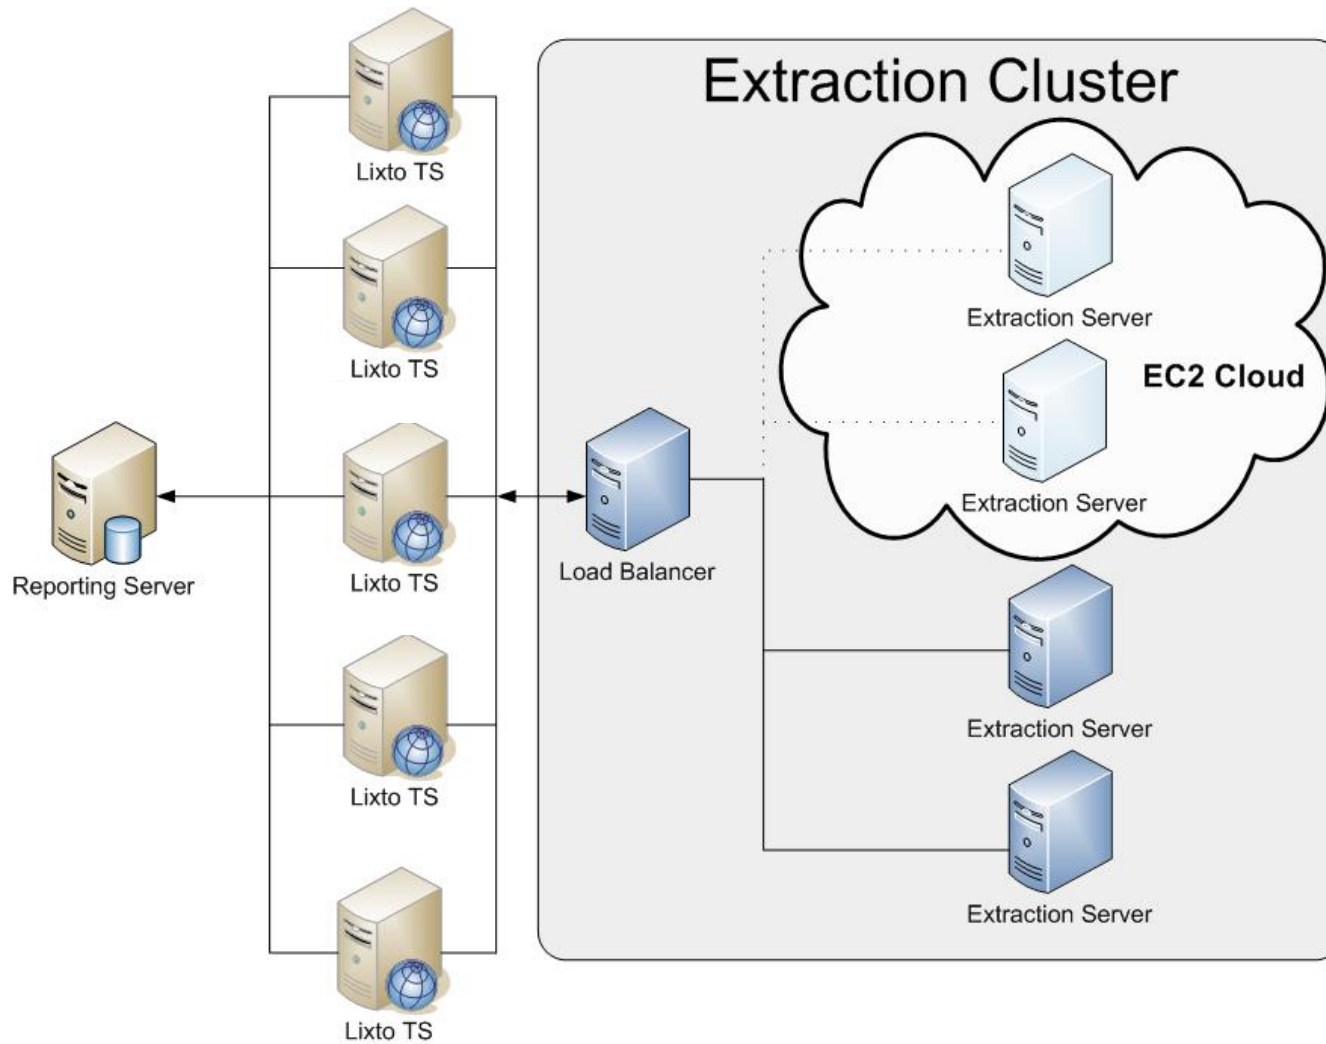 Extraction Cluster
Lixto TS
Lixto TS
Lixto TS
Lixto TS
Lixto TS
Reporting Server
Load Balancer
Extraction Server
EC2 Cloud
Extraction Server
Extraction Server
Extraction Server